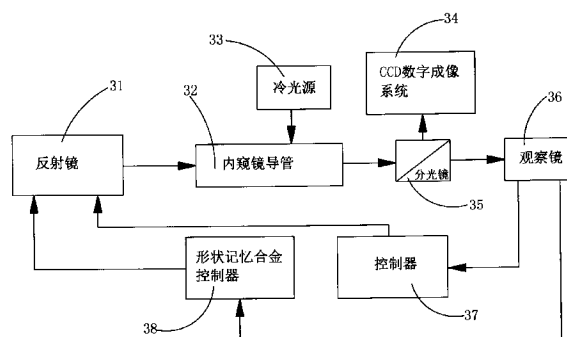 33
冷光源
34
CCD数字成像
系统
31
反射镜
32
内窥镜导管
分光镜
35
36
观察镜
形状记忆合金
控制器
38
控制器
37